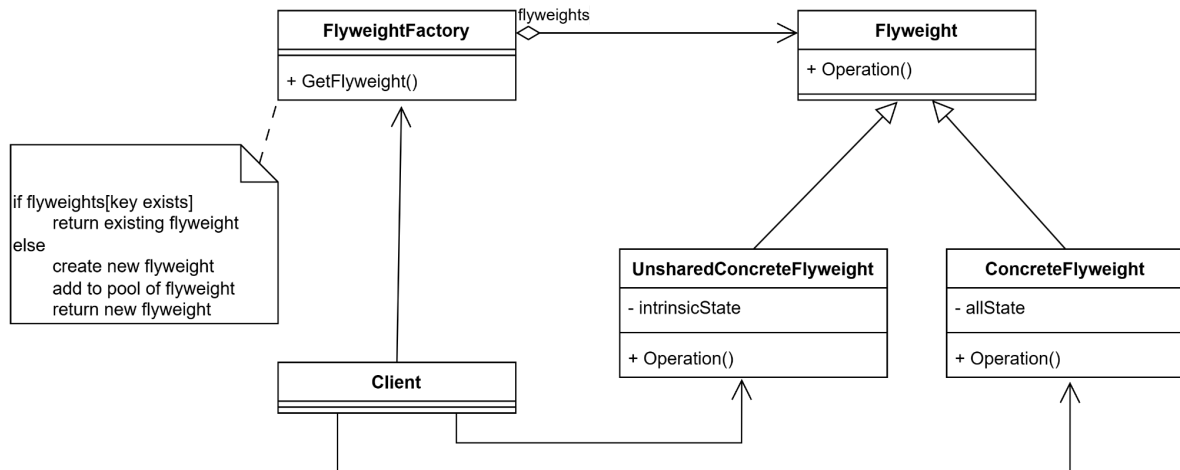 FlyweightFactory
+ GetFlyweight()
flyweights
Flyweight
+ Operation()
if flyweights[key exists]
return existing flyweight
else
create new flyweight
add to pool of flyweight
return new flyweight
UnsharedConcreteFlyweight
- intrinsicState
+ Operation()
ConcreteFlyweight
- allState
+ Operation()
Client